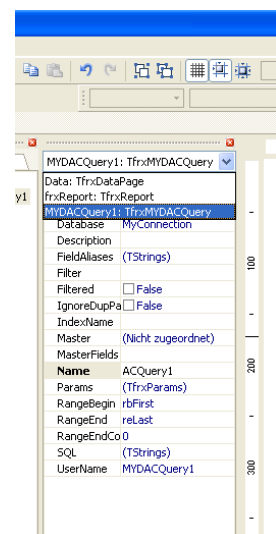 MYDACQuery1: TfrxMYDACQuery
Data: TfrxDataPage
frxReport: TfrxReport
MYDACQuery1: TfrxMYDACQuery
y1
Database MyConnection
Description
FieldAliases (TStrings)
Filter
Filtered False
IgnoreDupPa False
IndexName
Master (Nicht zugeordnet)
MasterFields
Name ACQuery1
Params (TfrxParams)
RangeBegin rbFirst
RangeEnd reLast
RangeEndCo 0
SQL (TStrings)
UserName MYDACQuery1
100
200
300